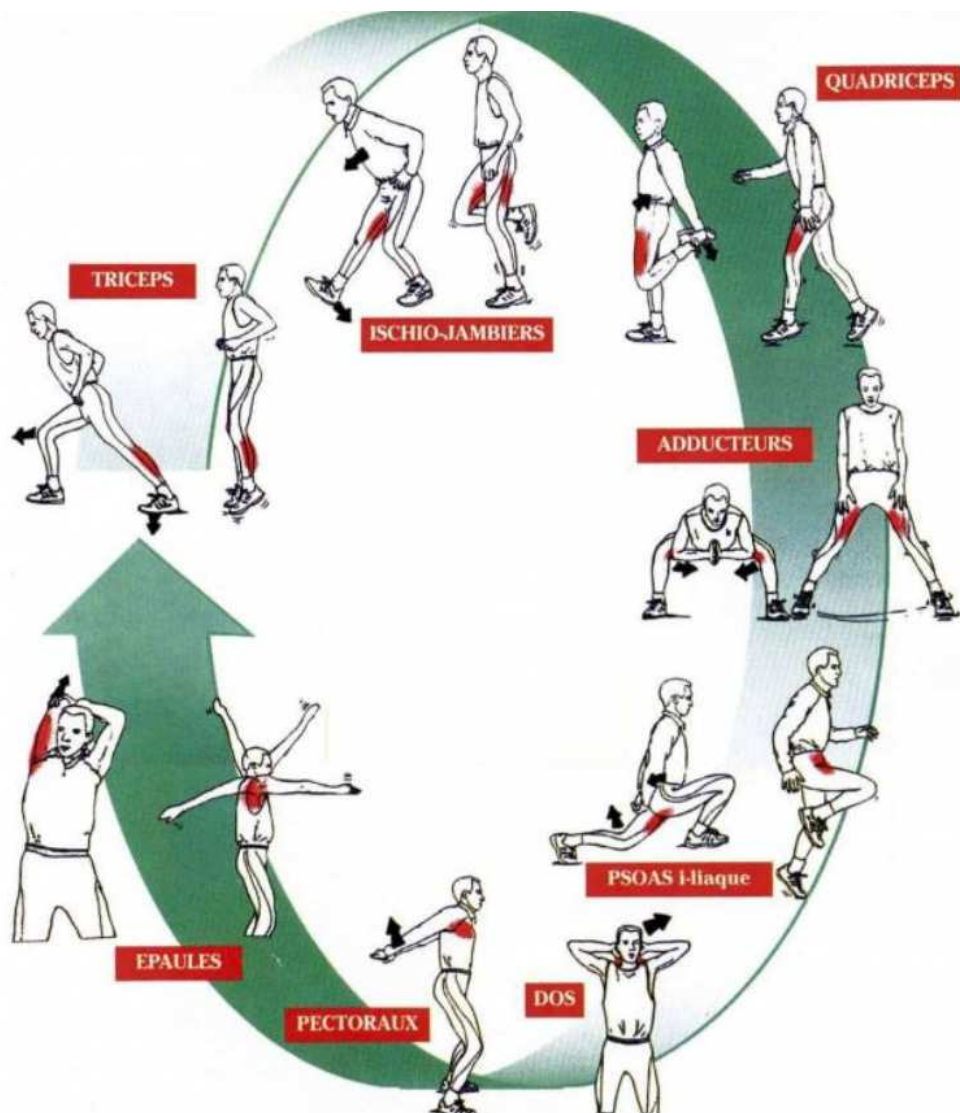 QUADRICEPS
TRICEPS
ISCHIO-JAMBIERS
ADDUCTEURS
PSOAS i-liaque
EPAULES
DOS
PECTORAUX